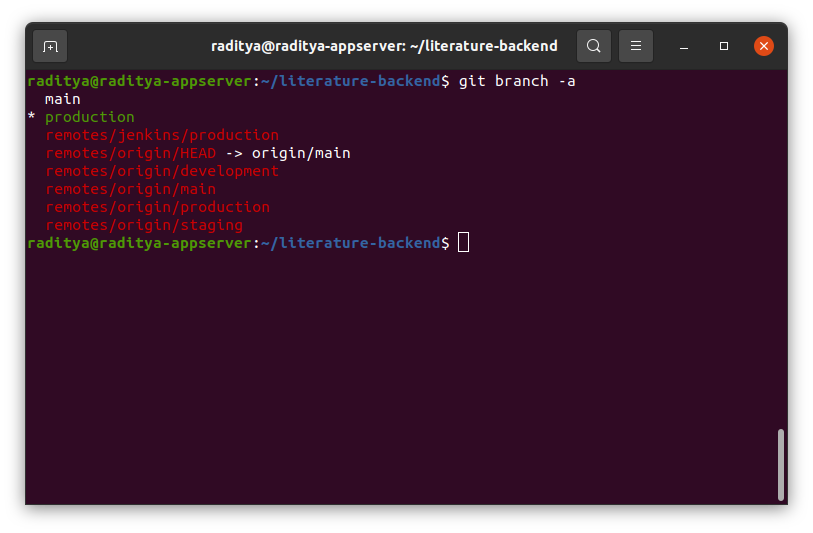 raditya@raditya-appserver: ~/literature-backend
raditya@raditya-appserver:~/literature-backend$ git branch -a
  main
* production
  remotes/jenkins/production
  remotes/origin/HEAD -> origin/main
  remotes/origin/development
  remotes/origin/main
  remotes/origin/production
  remotes/origin/staging
raditya@raditya-appserver:~/literature-backend$